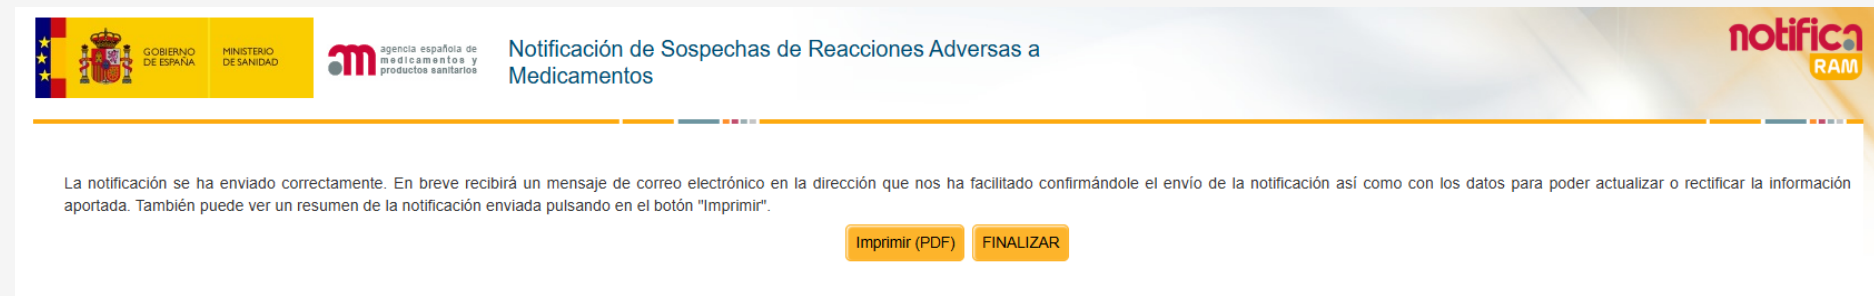 GOBIERNO
DE ESPAÑA
MINISTERIO
DE SANIDAD
agencia española de
medicamentos y
productos sanitarios
Notificación de Sospechas de Reacciones Adversas a
Medicamentos
notifica
RAM
La notificación se ha enviado correctamente. En breve recibirá un mensaje de correo electrónico en la dirección que nos ha facilitado confirmándole el envío de la notificación así como con los datos para poder actualizar o rectificar la información
aportada. También puede ver un resumen de la notificación enviada pulsando en el botón "Imprimir".
Imprimir (PDF)
FINALIZAR